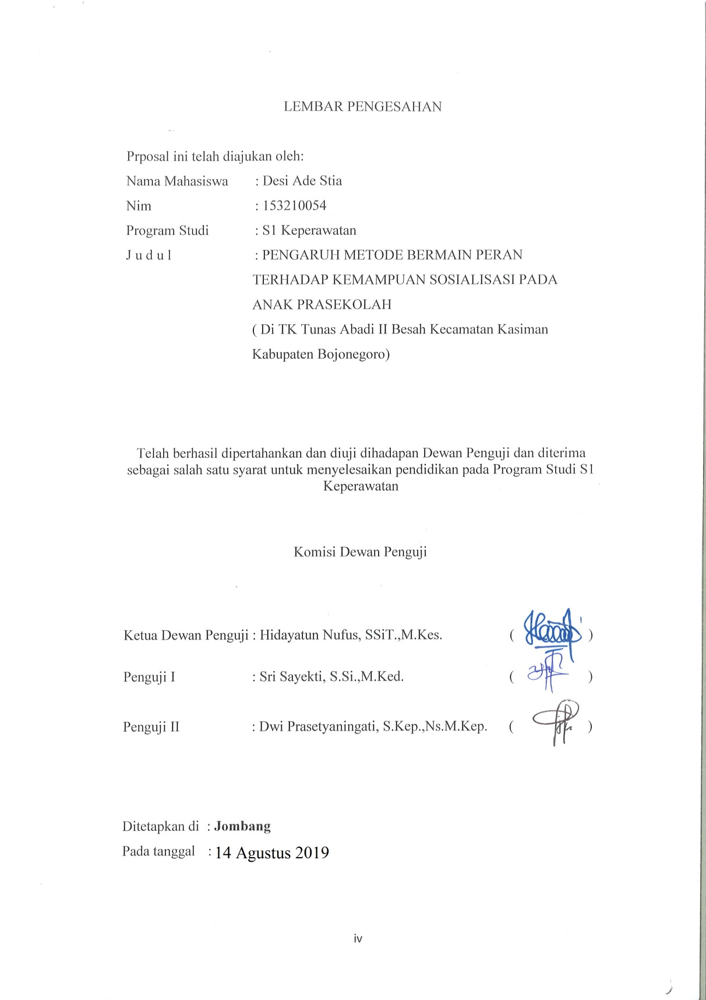 LEMBAR PENGESAHAN
Prposal ini telah diajukan oleh:
Nama Mahasiswa : Desi Ade Stia
Nim : 153210054
Program Studi : S1 Keperawatan
J u d u l : PENGARUH METODE BERMAIN PERAN
TERHADAP KEMAMPUAN SOSIALISASI PADA
ANAK PRASEKOLAH
( Di TK Tunas Abadi II Besah Kecamatan Kasiman
Kabupaten Bojonegoro)
Telah berhasil dipertahankan dan diuji dihadapan Dewan Penguji dan diterima
sebagai salah satu syarat untuk menyelesaikan pendidikan pada Program Studi S1
Keperawatan
Komisi Dewan Penguji
Ketua Dewan Penguji : Hidayatun Nufus, SSiT.,M.Kes. ( )
Penguji I : Sri Sayekti, S.Si.,M.Ked. ( )
Penguji II : Dwi Prasetyaningati, S.Kep.,Ns.M.Kep. ( )
Ditetapkan di : Jombang
Pada tanggal : 14 Agustus 2019
iv